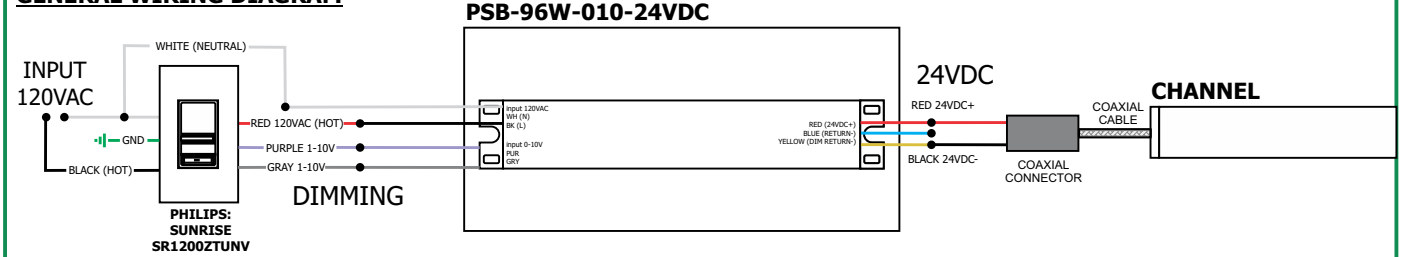 GENERAL WIRING DIAGRAM
PSB-96W-010-24VDC
WHITE (NEUTRAL)
INPUT
120VAC
GND
BLACK (HOT)
RED 120VAC (HOT)
PURPLE 1-10V
GRAY 1-10V
DIMMING
PHILIPS:
SUNRISE
SR1200ZTUNV
input 120VAC
WH (N)
BK (L)
input 0-10V
PUR
GRY
RED (24VDC+)
BLUE (RETURN-)
YELLOW (DIM RETURN-)
24VDC
RED 24VDC+
BLACK 24VDC-
COAXIAL
CONNECTOR
COAXIAL
CABLE
CHANNEL